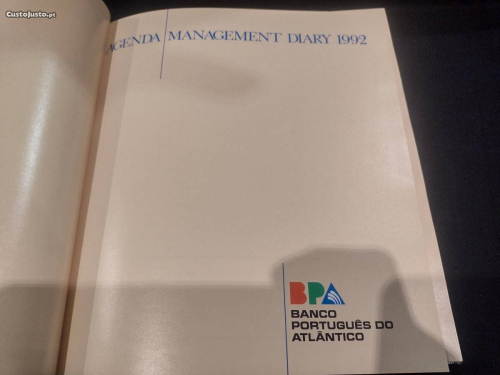 CustoJusto.pt
AGENDA MANAGEMENT DIARY 1992
BPA
BANCO
PORTUGUÊS DO
ATLÂNTICO